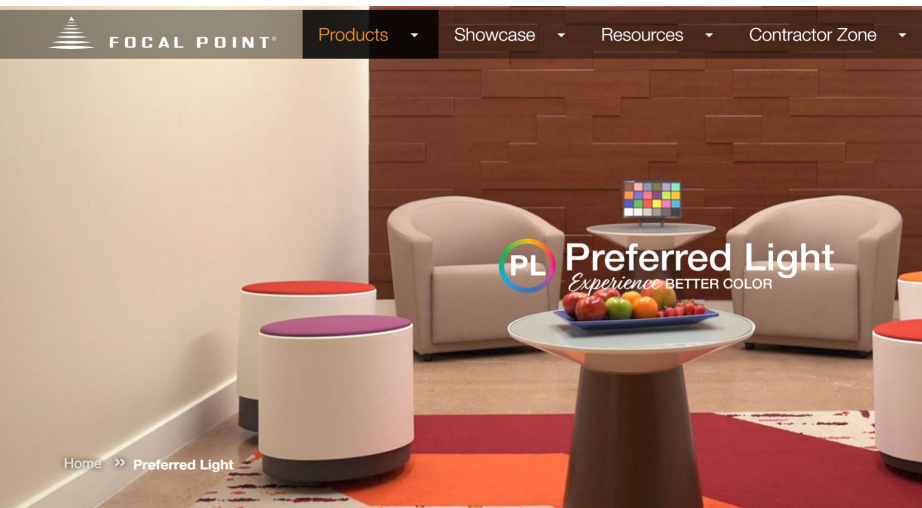 FOCAL POINT®
Products
Showcase
Resources
Contractor Zone
PL
Preferred Light
Experience BETTER COLOR
Home » Preferred Light